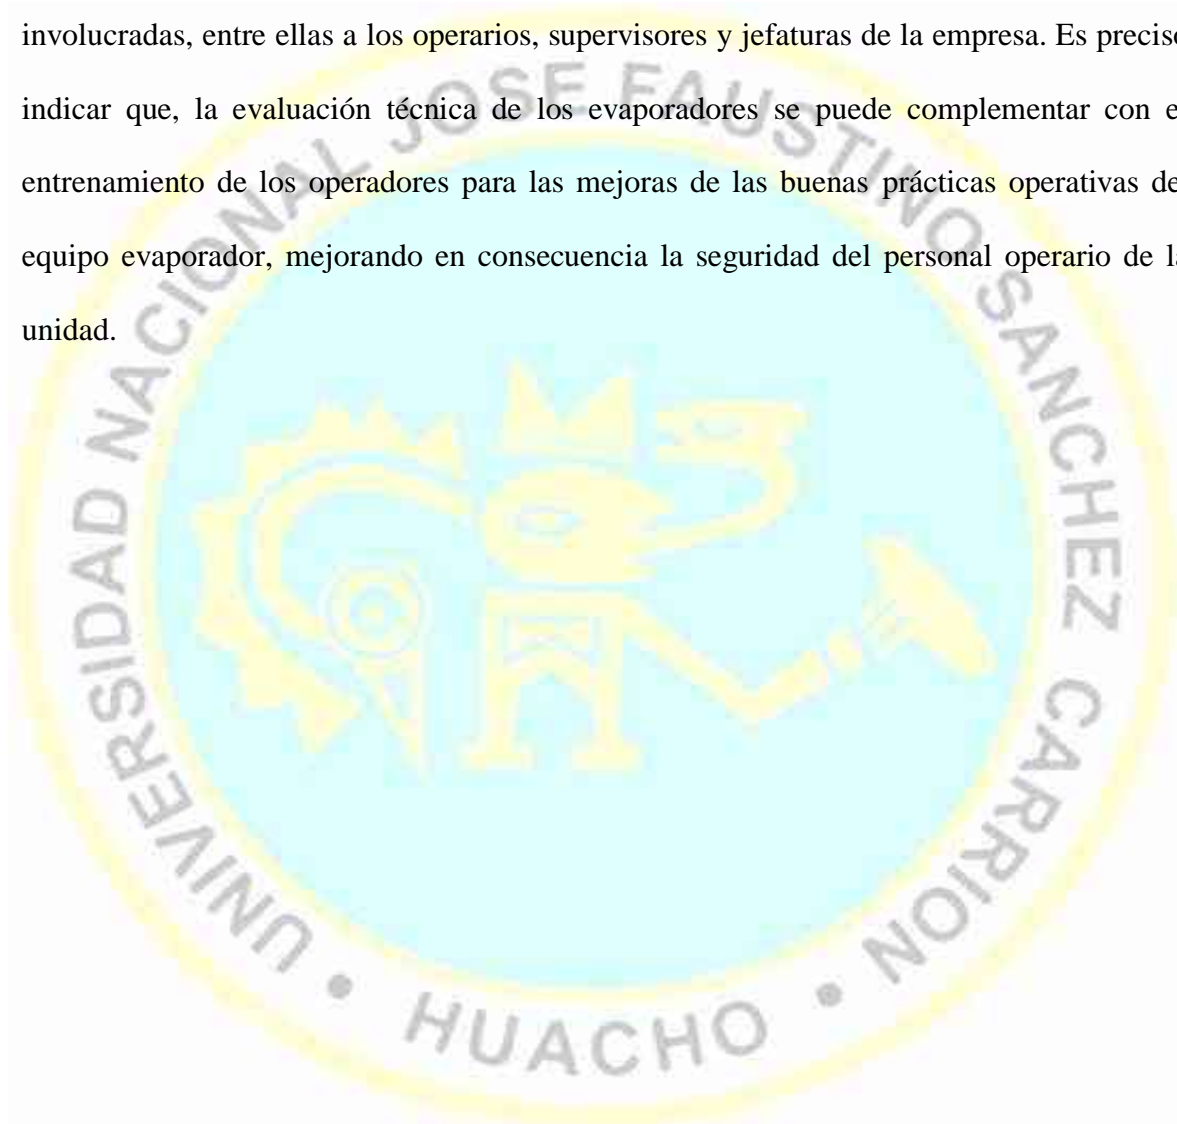 involucradas, entre ellas a los operarios, supervisores y jefaturas de la empresa. Es preciso
indicar que, la evaluación técnica de los evaporadores se puede complementar con e
entrenamiento de los operadores para las mejoras de las buenas prácticas operativas de
equipo evaporador, mejorando en consecuencia la seguridad del personal operario de la
unidad.
UNIVERSIDAD NACIONAL JOSE FAUSTINO SANCHEZ CARRION
• HUACHO •